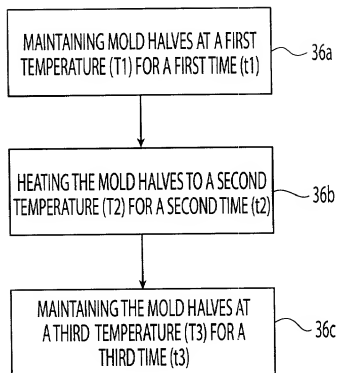 MAINTAINING MOLD HALVES AT A FIRST
TEMPERATURE (T1) FOR A FIRST TIME (t1)
36a
HEATING THE MOLD HALVES TO A SECOND
TEMPERATURE (T2) FOR A SECOND TIME (t2)
36b
MAINTAINING THE MOLD HALVES AT
A THIRD TEMPERATURE (T3) FOR A
THIRD TIME (t3)
36c